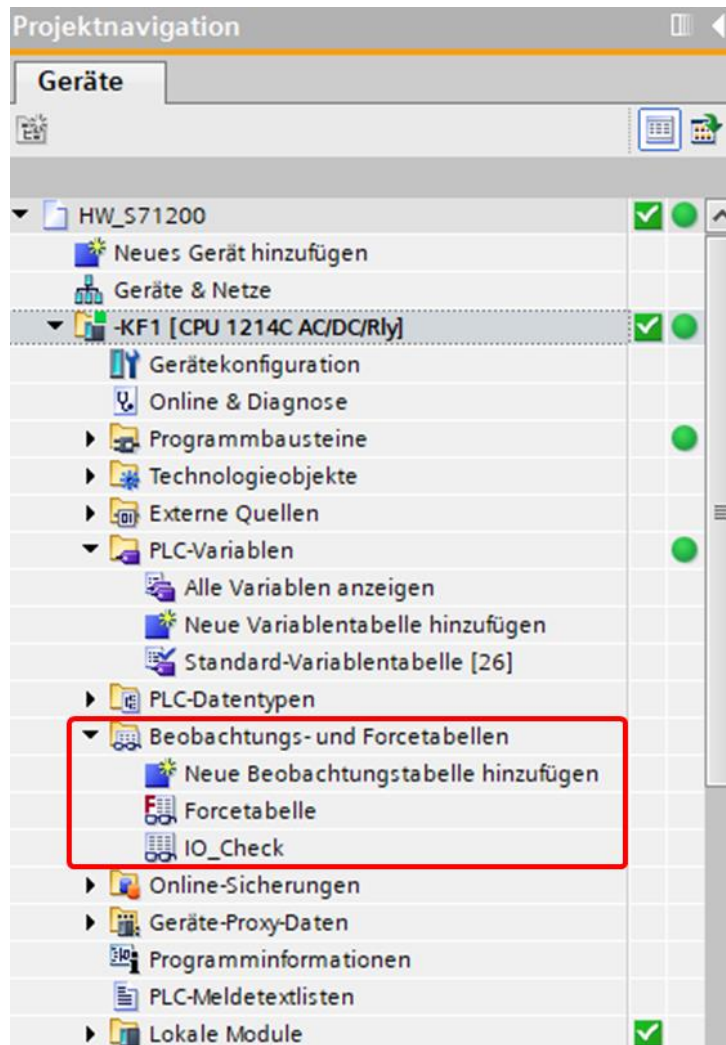 Projektnavigation
Geräte
HW_S71200
Neues Gerät hinzufügen
Geräte & Netze
-KF1 [CPU 1214C AC/DC/Rly]
Gerätekonfiguration
Online & Diagnose
Programmbausteine
Technologieobjekte
Externe Quellen
PLC-Variablen
Alle Variablen anzeigen
Neue Variablentabelle hinzufügen
Standard-Variablentabelle [26]
PLC-Datentypen
Beobachtungs- und Forcetabellen
Neue Beobachtungstabelle hinzufügen
Forcetabelle
IO_Check
Online-Sicherungen
Geräte-Proxy-Daten
Programminformationen
PLC-Meldetextlisten
Lokale Module